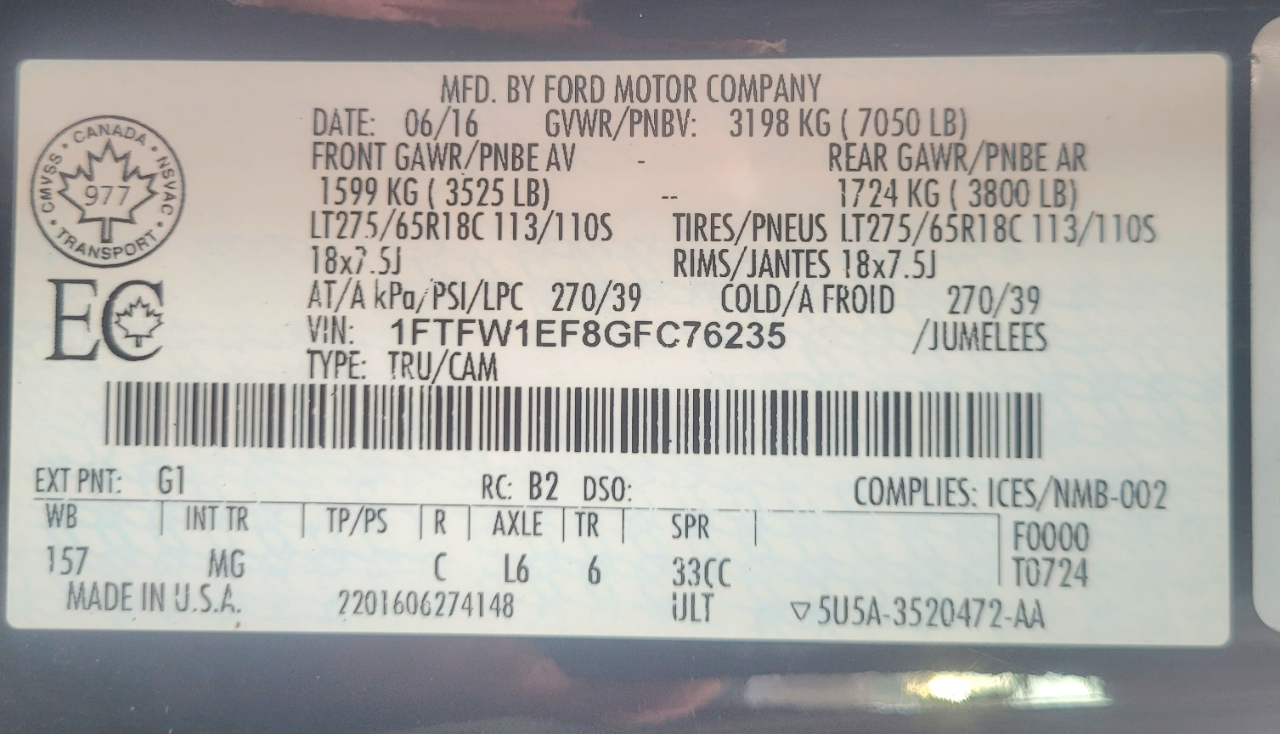 MFD. BY FORD MOTOR COMPANY
DATE: 06/16 GVWR/PNBV: 3198 KG ( 7050 LB)
FRONT GAWR/PNBE AV - REAR GAWR/PNBE AR
1599 KG ( 3525 LB) -- 1724 KG ( 3800 LB)
LT275/65R18C 113/110S TIRES/PNEUS LT275/65R18C 113/110S
18x7.5J RIMS/JANTES 18x7.5J
AT/A kPa/PSI/LPC 270/39 COLD/A FROID 270/39
VIN: 1FTFW1EF8GFC76235 /JUMELEES
TYPE: TRU/CAM
CANADA
CMVSS • NSVAC
977
TRANSPORT
EC
EXT PNT: G1 RC: B2 DSO: COMPLIES: ICES/NMB-002
WB | INT TR | TP/PS | R | AXLE | TR | SPR | F0000
157 MG C L6 6 33CC T0724
MADE IN U.S.A. 2201606274148 ULT ▽5U5A-3520472-AA